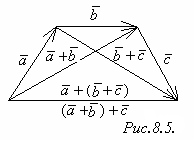 b̅
a̅ a̅+b̅ b̅+c̅ c̅
a̅+(b̅+c̅)
(a̅+b̅)+c̅
Рис.8.5.